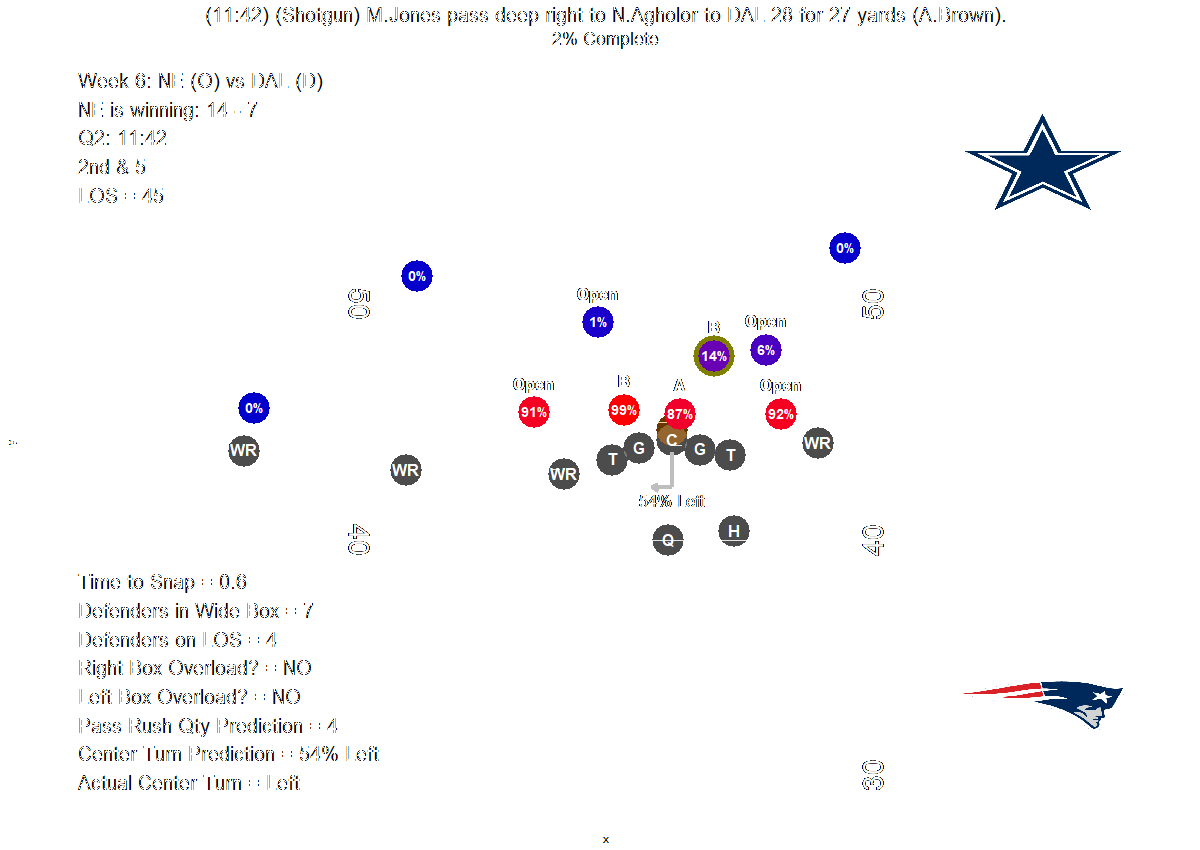 (11:42) (Shotgun) M.Jones pass deep right to N.Agholor to DAL 28 for 27 yards (A.Brown).
2% Complete
Week 6: NE (O) vs DAL (D)
NE is winning: 14 - 7
Q2: 11:42
2nd & 5
LOS = 45
0%
0%
50
50
Open
1%
B
14%
Open
6%
Open
91%
B
99%
A
87%
Open
92%
0%
WR
WR
WR
T
G
C
G
T
WR
54% Left
Q
H
40
40
Time to Snap = 0.6
Defenders in Wide Box = 7
Defenders on LOS = 4
Right Box Overload? = NO
Left Box Overload? = NO
Pass Rush Qty Prediction = 4
Center Turn Prediction = 54% Left
Actual Center Turn = Left
30
x